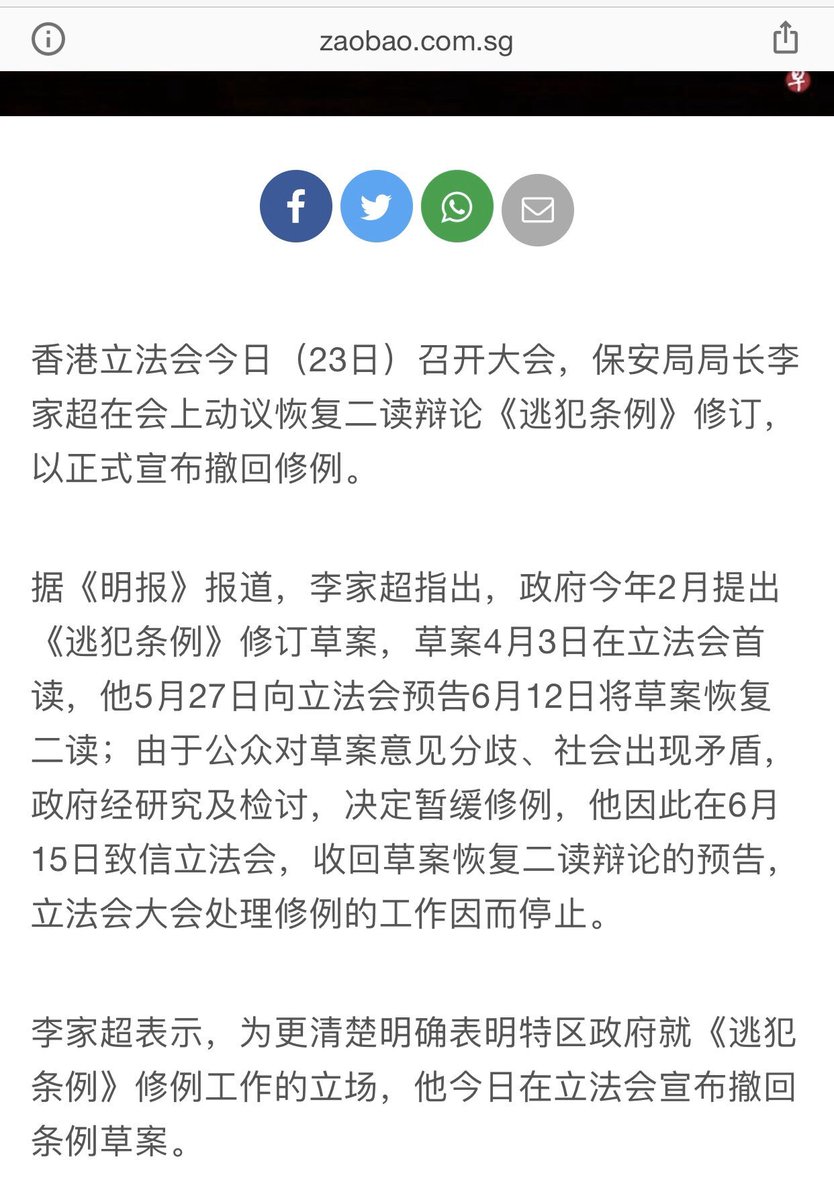 zaobao.com.sg
早
香港立法会今日（23日）召开大会，保安局局长李
家超在会上动议恢复二读辩论《逃犯条例》修订，
以正式宣布撤回修例。
据《明报》报道，李家超指出，政府今年2月提出
《逃犯条例》修订草案，草案4月3日在立法会首
读，他5月27日向立法会预告6月12日将草案恢复
二读；由于公众对草案意见分歧、社会出现矛盾，
政府经研究及检讨，决定暂缓修例，他因此在6月
15日致信立法会，收回草案恢复二读辩论的预告，
立法会大会处理修例的工作因而停止。
李家超表示，为更清楚明确表明特区政府就《逃犯
条例》修例工作的立场，他今日在立法会宣布撤回
条例草案。